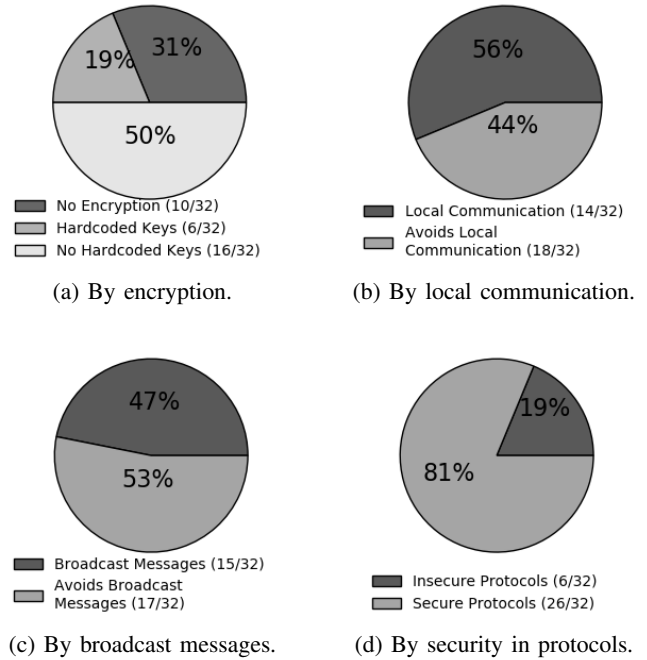 31%
19%
50%
No Encryption (10/32)
Hardcoded Keys (6/32)
No Hardcoded Keys (16/32)
(a) By encryption.
56%
44%
Local Communication (14/32)
Avoids Local
Communication (18/32)
(b) By local communication.
47%
53%
Broadcast Messages (15/32)
Avoids Broadcast
Messages (17/32)
(c) By broadcast messages.
19%
81%
Insecure Protocols (6/32)
Secure Protocols (26/32)
(d) By security in protocols.